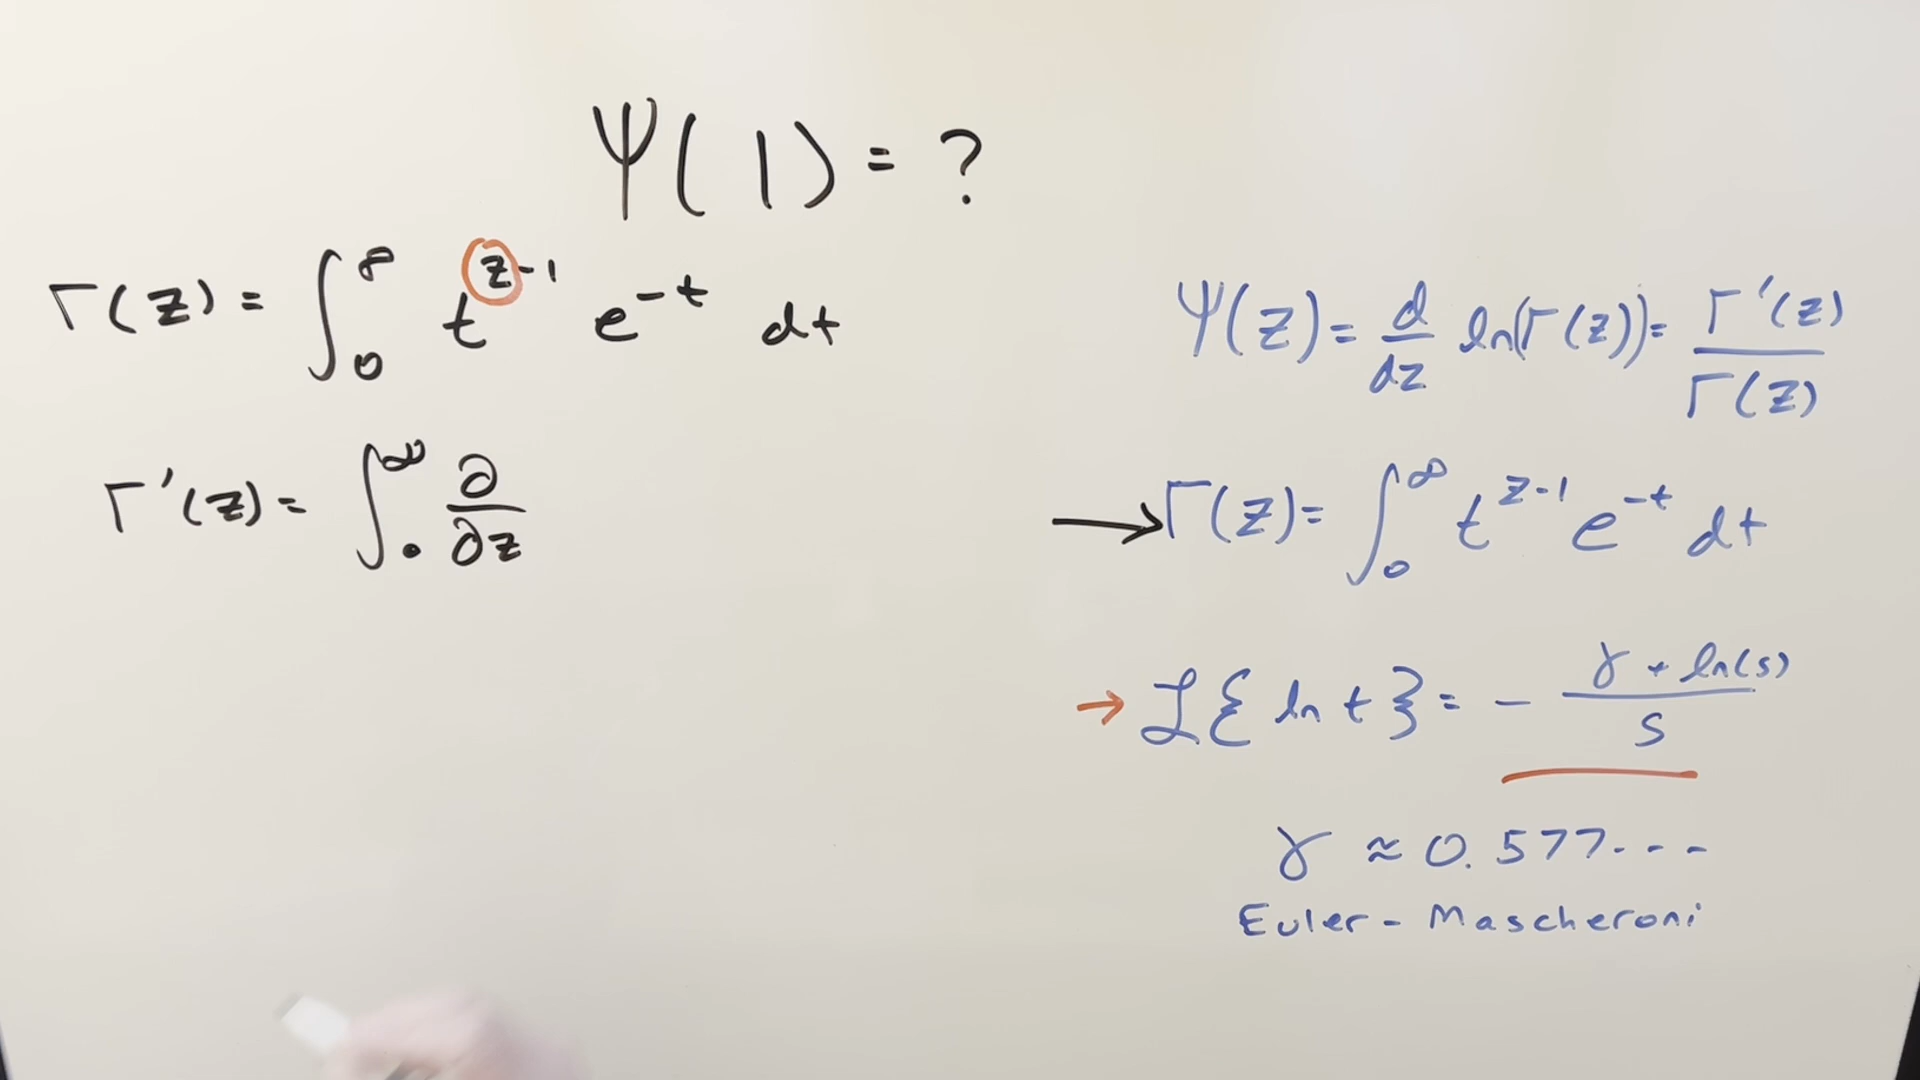 Ψ(1) = ?
Γ(z) = ∫₀^∞ t^(z-1) e^(-t) dt
Γ'(z) = ∫₀^∞ ∂/∂z
Ψ(z) = d/dz ln(Γ(z)) = Γ'(z)/Γ(z)
→ Γ(z) = ∫₀^∞ t^(z-1) e^(-t) dt
→ ℒ{ln t} = - (γ + ln(s))/s
γ ≈ 0.577...
Euler - Mascheroni